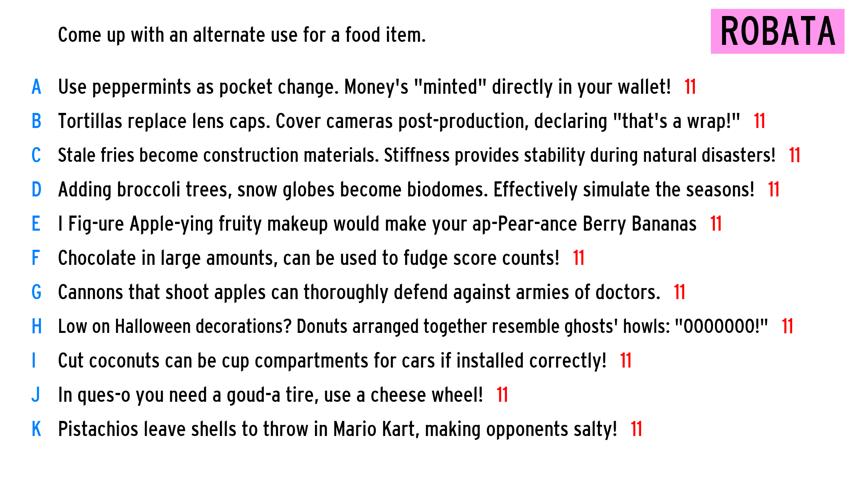 Come up with an alternate use for a food item.
ROBATA
A Use peppermints as pocket change. Money's "minted" directly in your wallet! 11
B Tortillas replace lens caps. Cover cameras post-production, declaring "that's a wrap!" 11
C Stale fries become construction materials. Stiffness provides stability during natural disasters! 11
D Adding broccoli trees, snow globes become biodomes. Effectively simulate the seasons! 11
E I Fig-ure Apple-ying fruity makeup would make your ap-Pear-ance Berry Bananas 11
F Chocolate in large amounts, can be used to fudge score counts! 11
G Cannons that shoot apples can thoroughly defend against armies of doctors. 11
H Low on Halloween decorations? Donuts arranged together resemble ghosts' howls: "OOOOOOO!" 11
I Cut coconuts can be cup compartments for cars if installed correctly! 11
J In ques-o you need a goud-a tire, use a cheese wheel! 11
K Pistachios leave shells to throw in Mario Kart, making opponents salty! 11